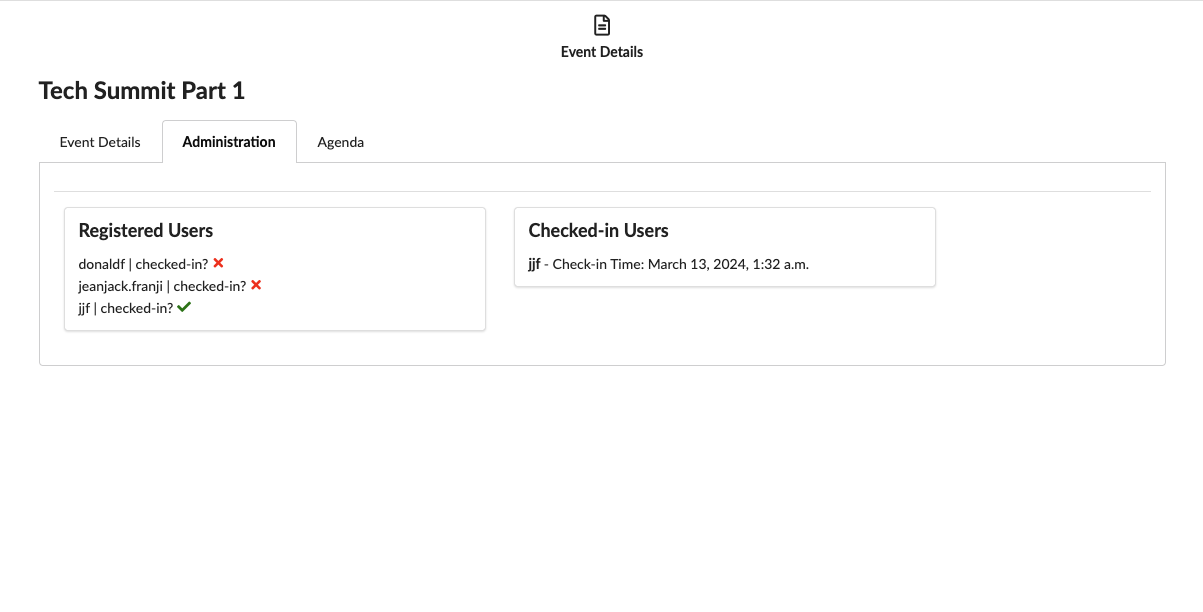 Event Details
Tech Summit Part 1
Event Details
Administration
Agenda
Registered Users
donaldf | checked-in?
jeanjack.franji | checked-in?
jjf | checked-in?
Checked-in Users
jjf - Check-in Time: March 13, 2024, 1:32 a.m.